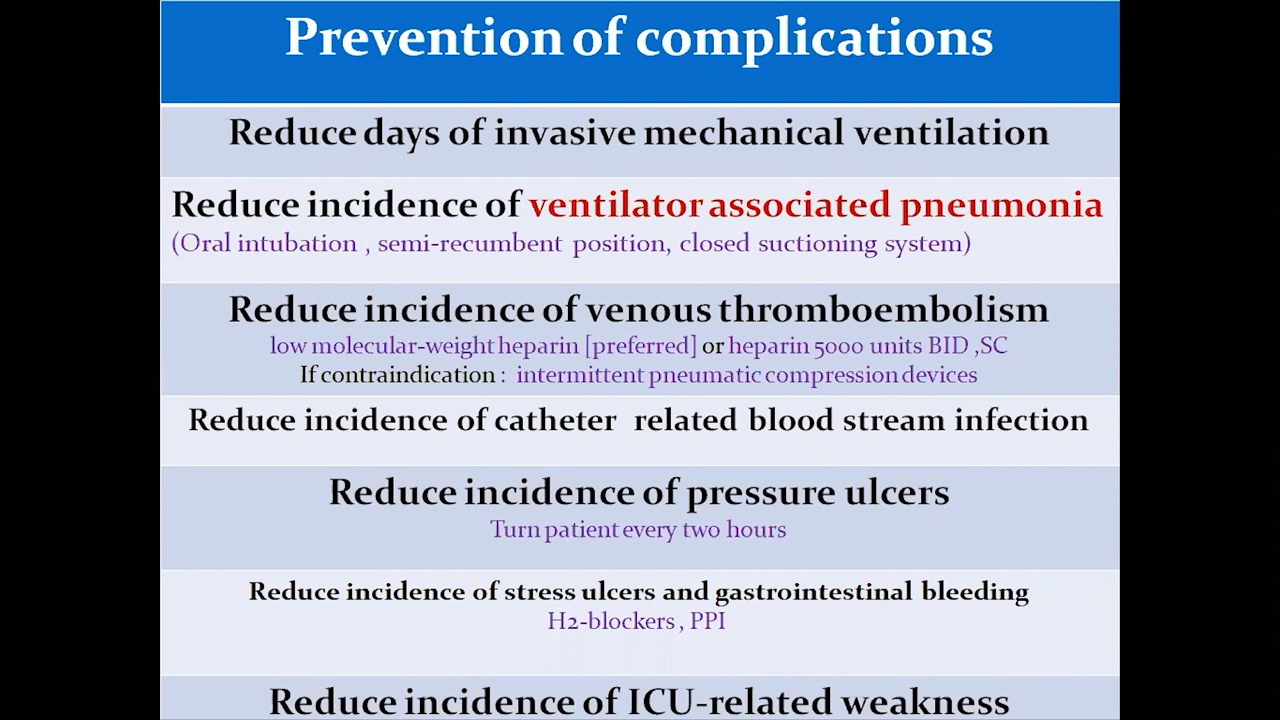 Prevention of complications
Reduce days of invasive mechanical ventilation
Reduce incidence of ventilator associated pneumonia
(Oral intubation , semi-recumbent position, closed suctioning system)
Reduce incidence of venous thromboembolism
low molecular-weight heparin [preferred] or heparin 5000 units BID ,SC
If contraindication : intermittent pneumatic compression devices
Reduce incidence of catheter related blood stream infection
Reduce incidence of pressure ulcers
Turn patient every two hours
Reduce incidence of stress ulcers and gastrointestinal bleeding
H2-blockers , PPI
Reduce incidence of ICU-related weakness